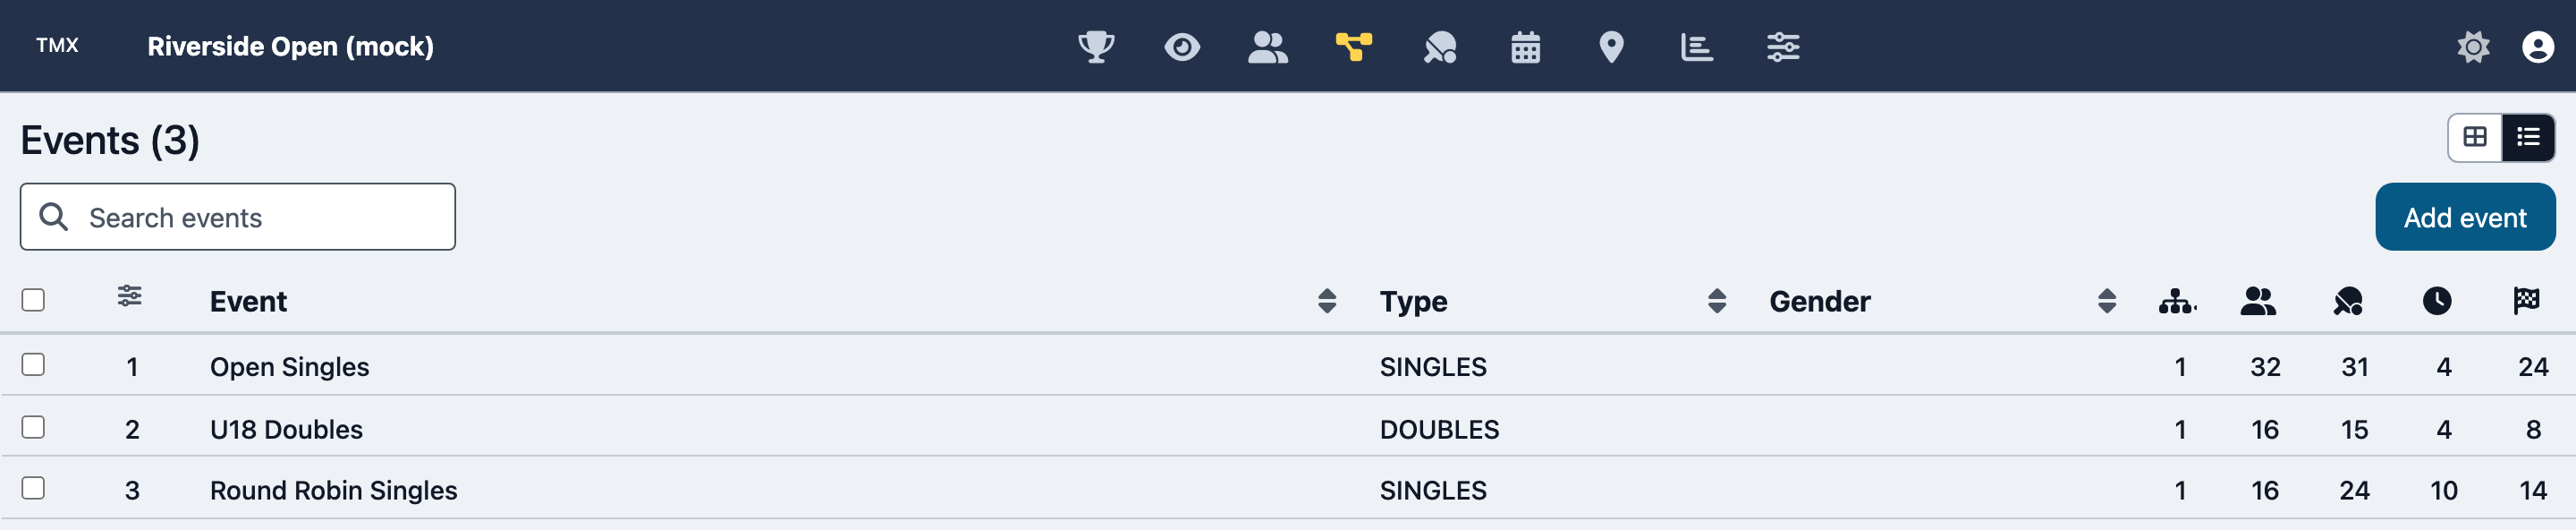 TMX Riverside Open (mock)
Events (3)
Search events
Add event
Event Type Gender
1 Open Singles SINGLES 1 32 31 4 24
2 U18 Doubles DOUBLES 1 16 15 4 8
3 Round Robin Singles SINGLES 1 16 24 10 14